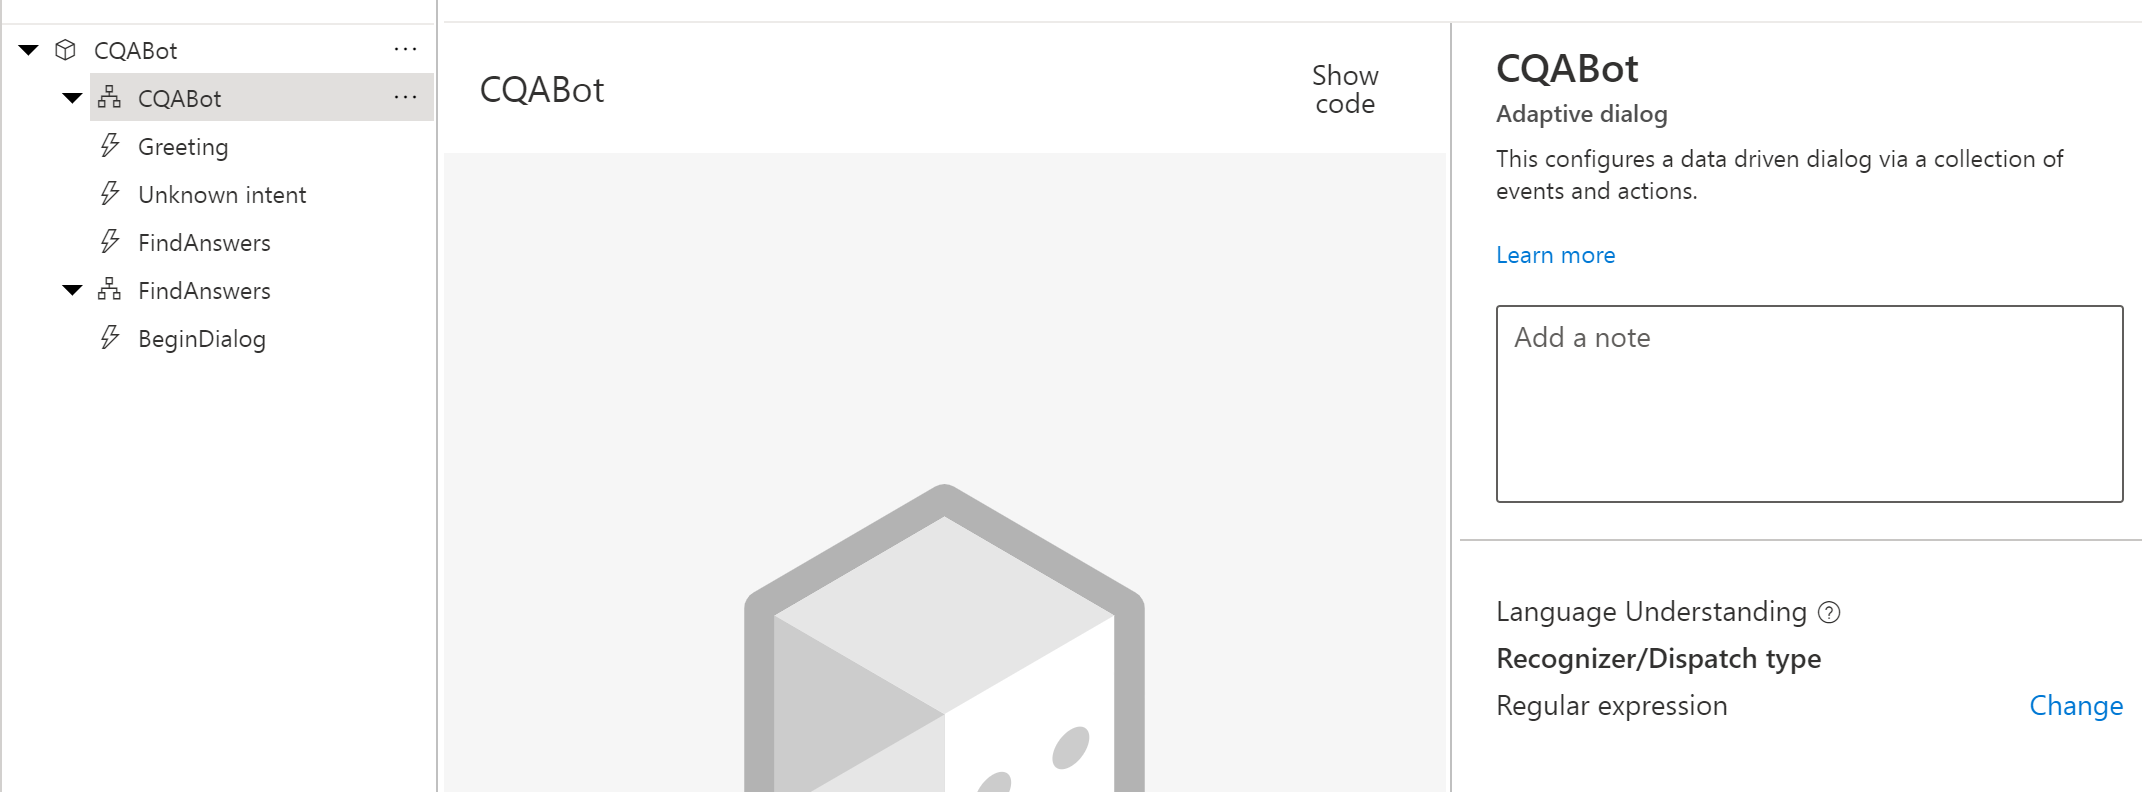 CQABot
CQABot
Greeting
Unknown intent
FindAnswers
FindAnswers
BeginDialog
CQABot
Show
code
CQABot
Adaptive dialog
This configures a data driven dialog via a collection of
events and actions.
Learn more
Add a note
Language Understanding
Recognizer/Dispatch type
Regular expression
Change